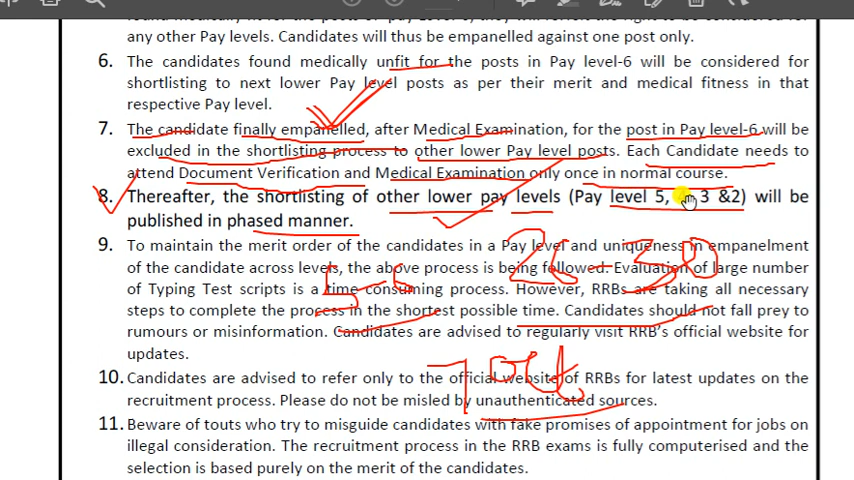 any other Pay levels. Candidates will thus be empanelled against one post only.
6. The candidates found medically unfit for the posts in Pay level-6 will be considered for
shortlisting to next lower Pay level posts as per their merit and medical fitness in that
respective Pay level.
7. The candidate finally empanelled, after Medical Examination, for the post in Pay level-6 will be
excluded in the shortlisting process to other lower Pay level posts. Each Candidate needs to
attend Document Verification and Medical Examination only once in normal course.
8. Thereafter, the shortlisting of other lower pay levels (Pay level 5, 3 &2) will be
published in phased manner.
9. To maintain the merit order of the candidates in a Pay level and uniqueness in empanelment
of the candidate across levels, the above process is being followed. Evaluation of large number
of Typing Test scripts is a time consuming process. However, RRBs are taking all necessary
steps to complete the process in the shortest possible time. Candidates should not fall prey to
rumours or misinformation. Candidates are advised to regularly visit RRB's official website for
updates.
26-30
5-6
10. Candidates are advised to refer only to the official website of RRBs for latest updates on the
recruitment process. Please do not be misled by unauthenticated sources.
11. Beware of touts who try to misguide candidates with fake promises of appointment for jobs on
illegal consideration. The recruitment process in the RRB exams is fully computerised and the
selection is based purely on the merit of the candidates.